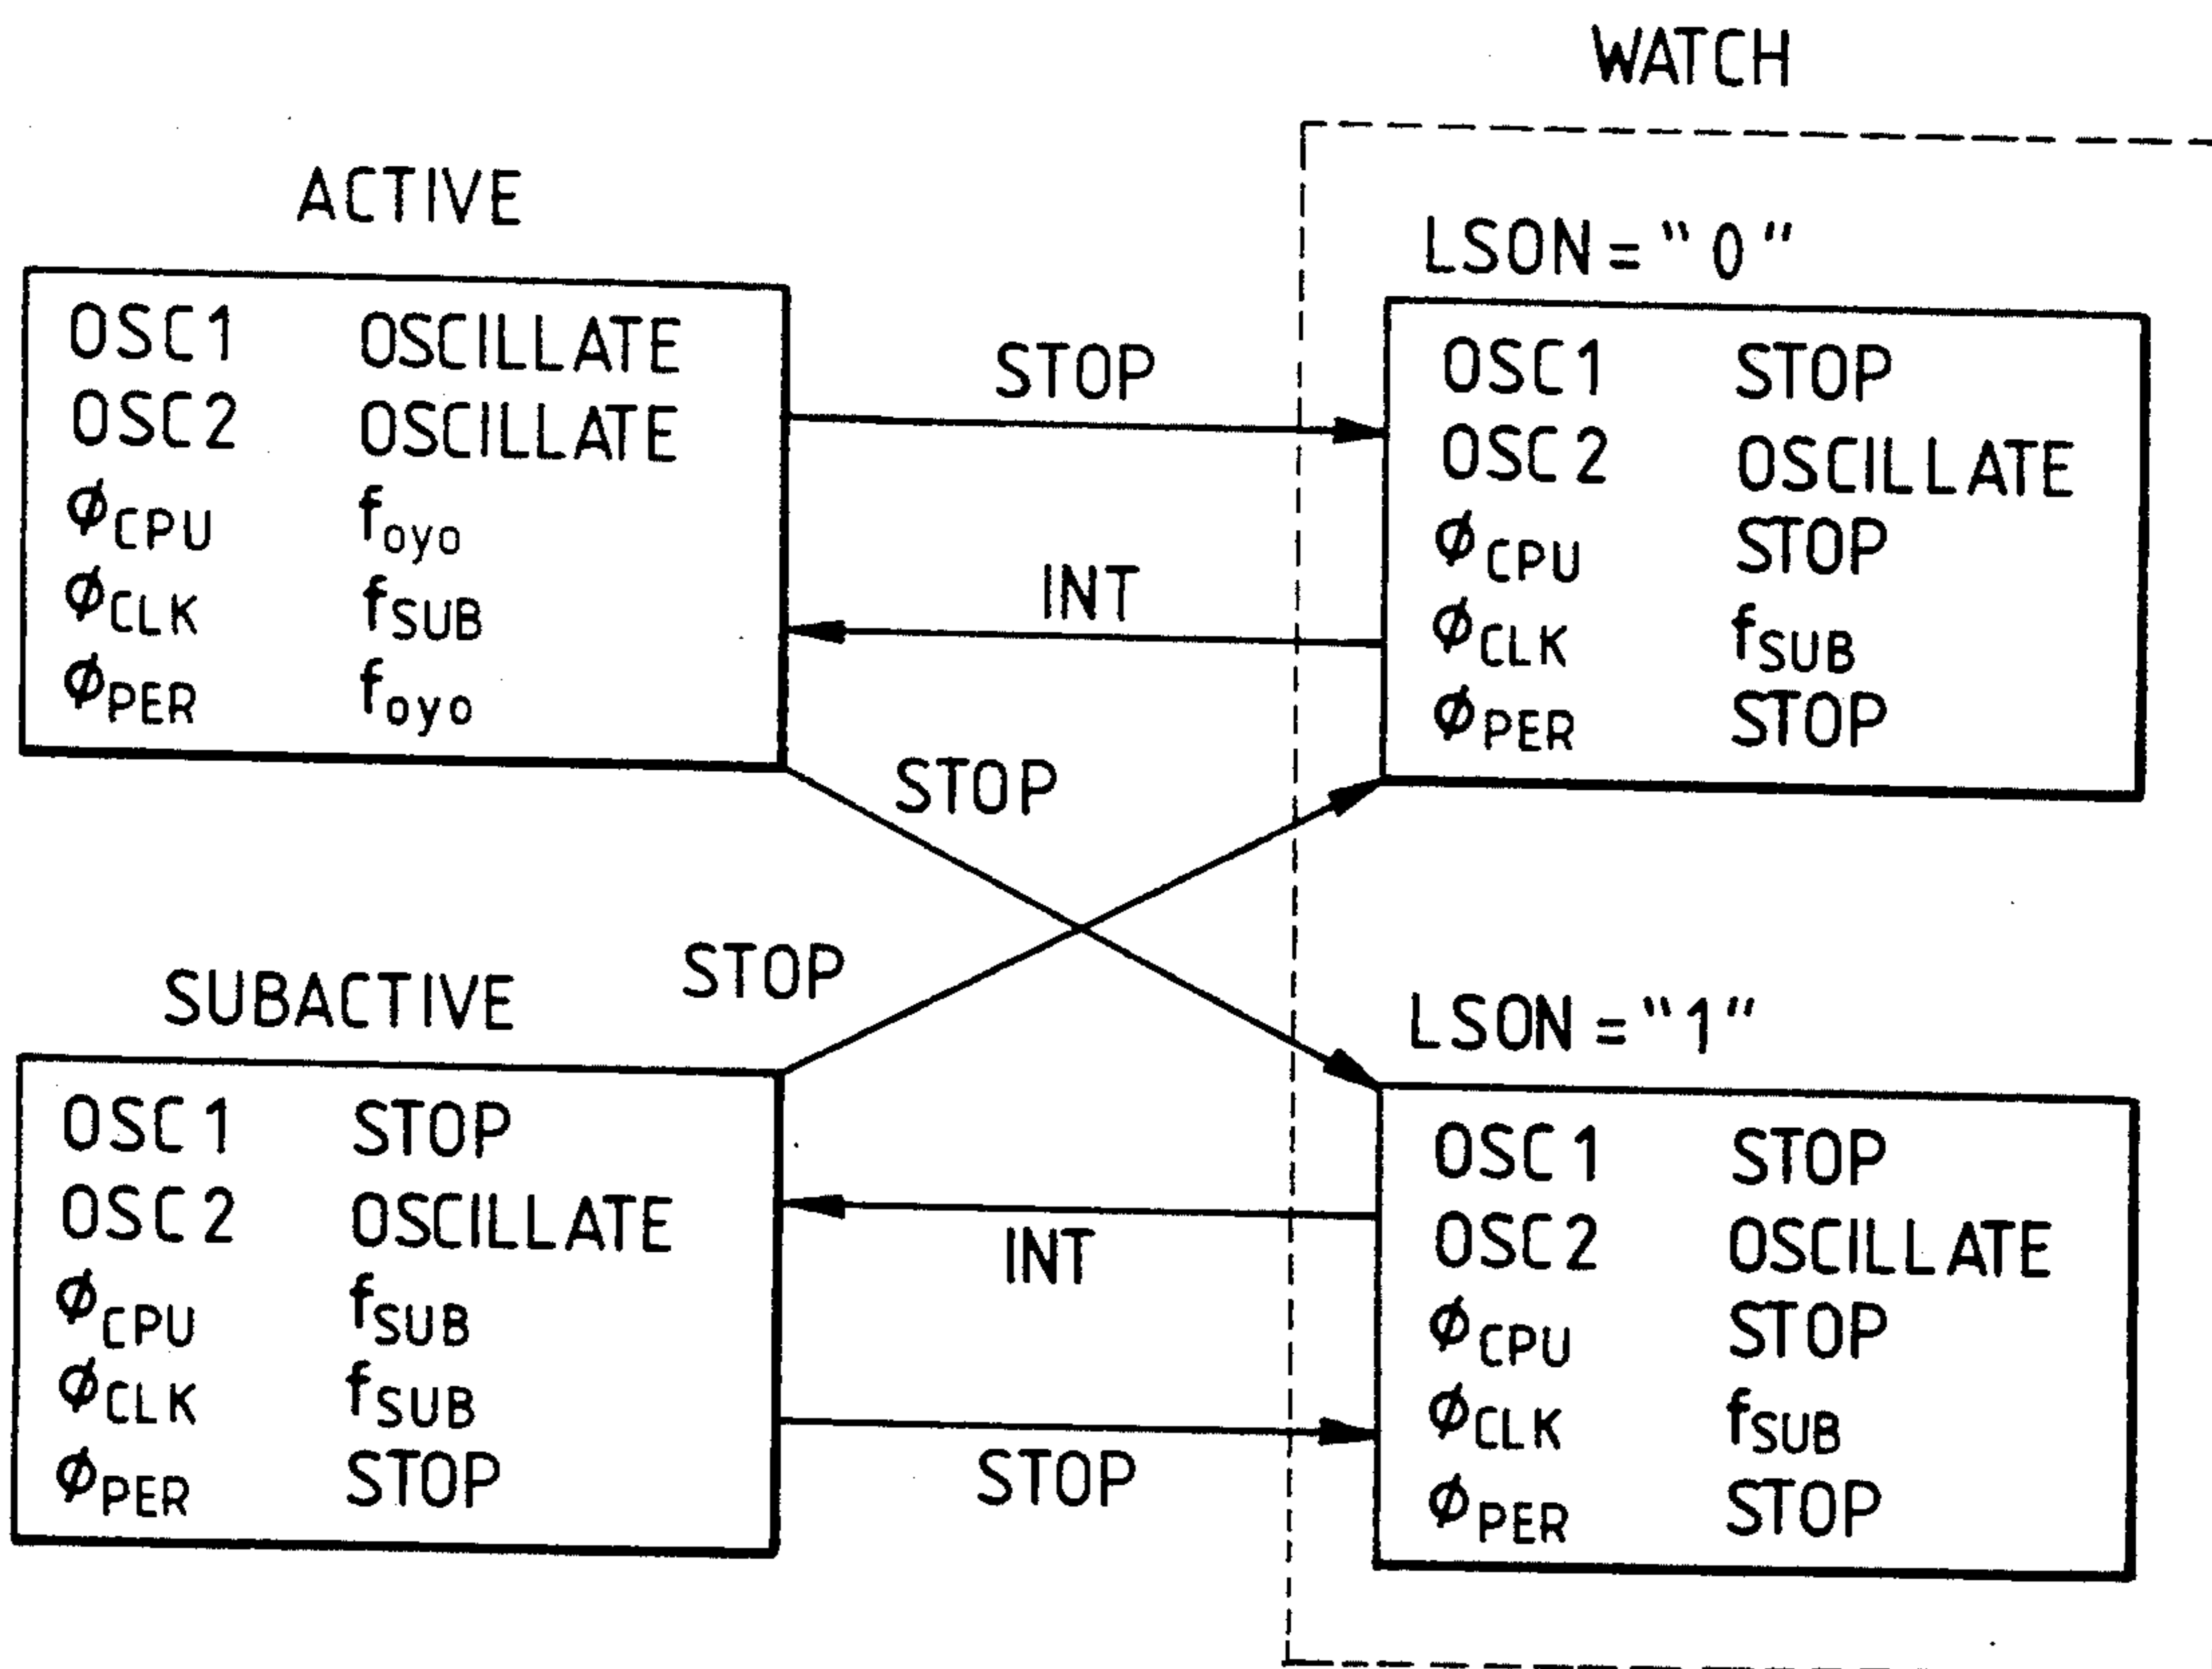 WATCH
ACTIVE
OSC1 OSCILLATE
OSC2 OSCILLATE
ϕCPU foyo
ϕCLK fSUB
ϕPER foyo
STOP
INT
LSON = "0"
OSC1 STOP
OSC2 OSCILLATE
ϕCPU STOP
ϕCLK fSUB
ϕPER STOP
STOP
STOP
SUBACTIVE
OSC1 STOP
OSC2 OSCILLATE
ϕCPU fSUB
ϕCLK fSUB
ϕPER STOP
INT
STOP
LSON = "1"
OSC1 STOP
OSC2 OSCILLATE
ϕCPU STOP
ϕCLK fSUB
ϕPER STOP